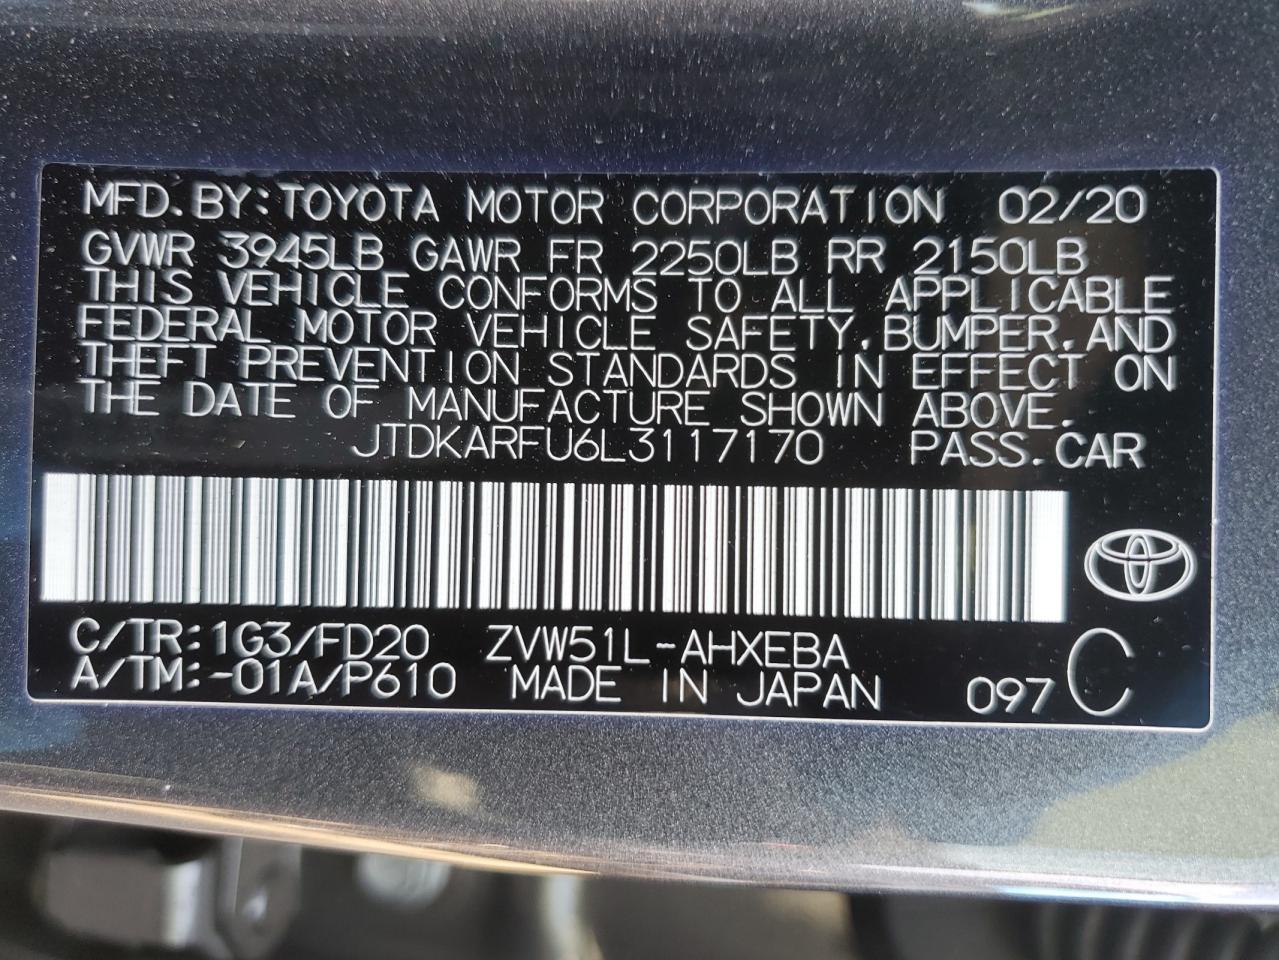 MFD. BY: TOYOTA MOTOR CORPORATION 02/20
GVWR 3945LB GAWR FR 2250LB RR 2150LB
THIS VEHICLE CONFORMS TO ALL APPLICABLE
FEDERAL MOTOR VEHICLE SAFETY, BUMPER, AND
THEFT PREVENTION STANDARDS IN EFFECT ON
THE DATE OF MANUFACTURE SHOWN ABOVE.
JTDKARFU6L3117170 PASS. CAR
C/TR: 1G3/FD20 ZVW51L-AHXEBA
A/TM: -01A/P610 MADE IN JAPAN 097 C